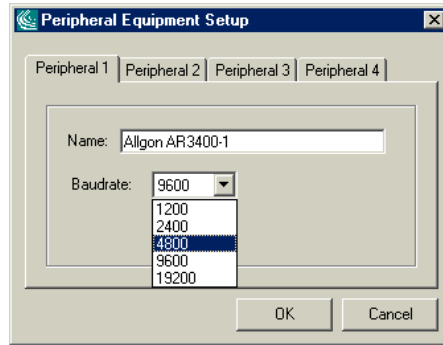 Peripheral Equipment Setup
Peripheral 1 Peripheral 2 Peripheral 3 Peripheral 4
Name: Allgon AR3400-1
Baudrate: 9600
1200
2400
4800
9600
19200
OK Cancel